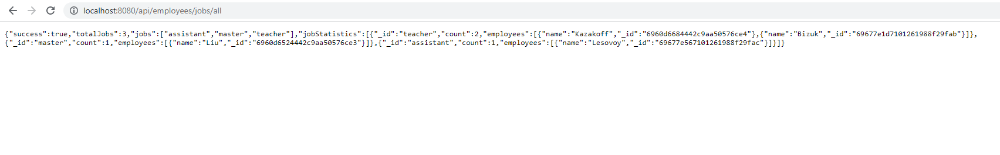 localhost:8080/api/employees/jobs/all
{"success":true,"totalJobs":3,"jobs":["assistant","master","teacher"],"jobStatistics":[{"_id":"teacher","count":2,"employees":[{"name":"Kazakoff","_id":"6960d6684442c9aa50576ce4"},{"name":"Bizuk","_id":"69677e1d7101261988f29fab"}]},
{"_id":"master","count":1,"employees":[{"name":"Liu","_id":"6960d6524442c9aa50576ce3"}]},{"_id":"assistant","count":1,"employees":[{"name":"Lesovoy","_id":"69677e567101261988f29fac"}]}]}